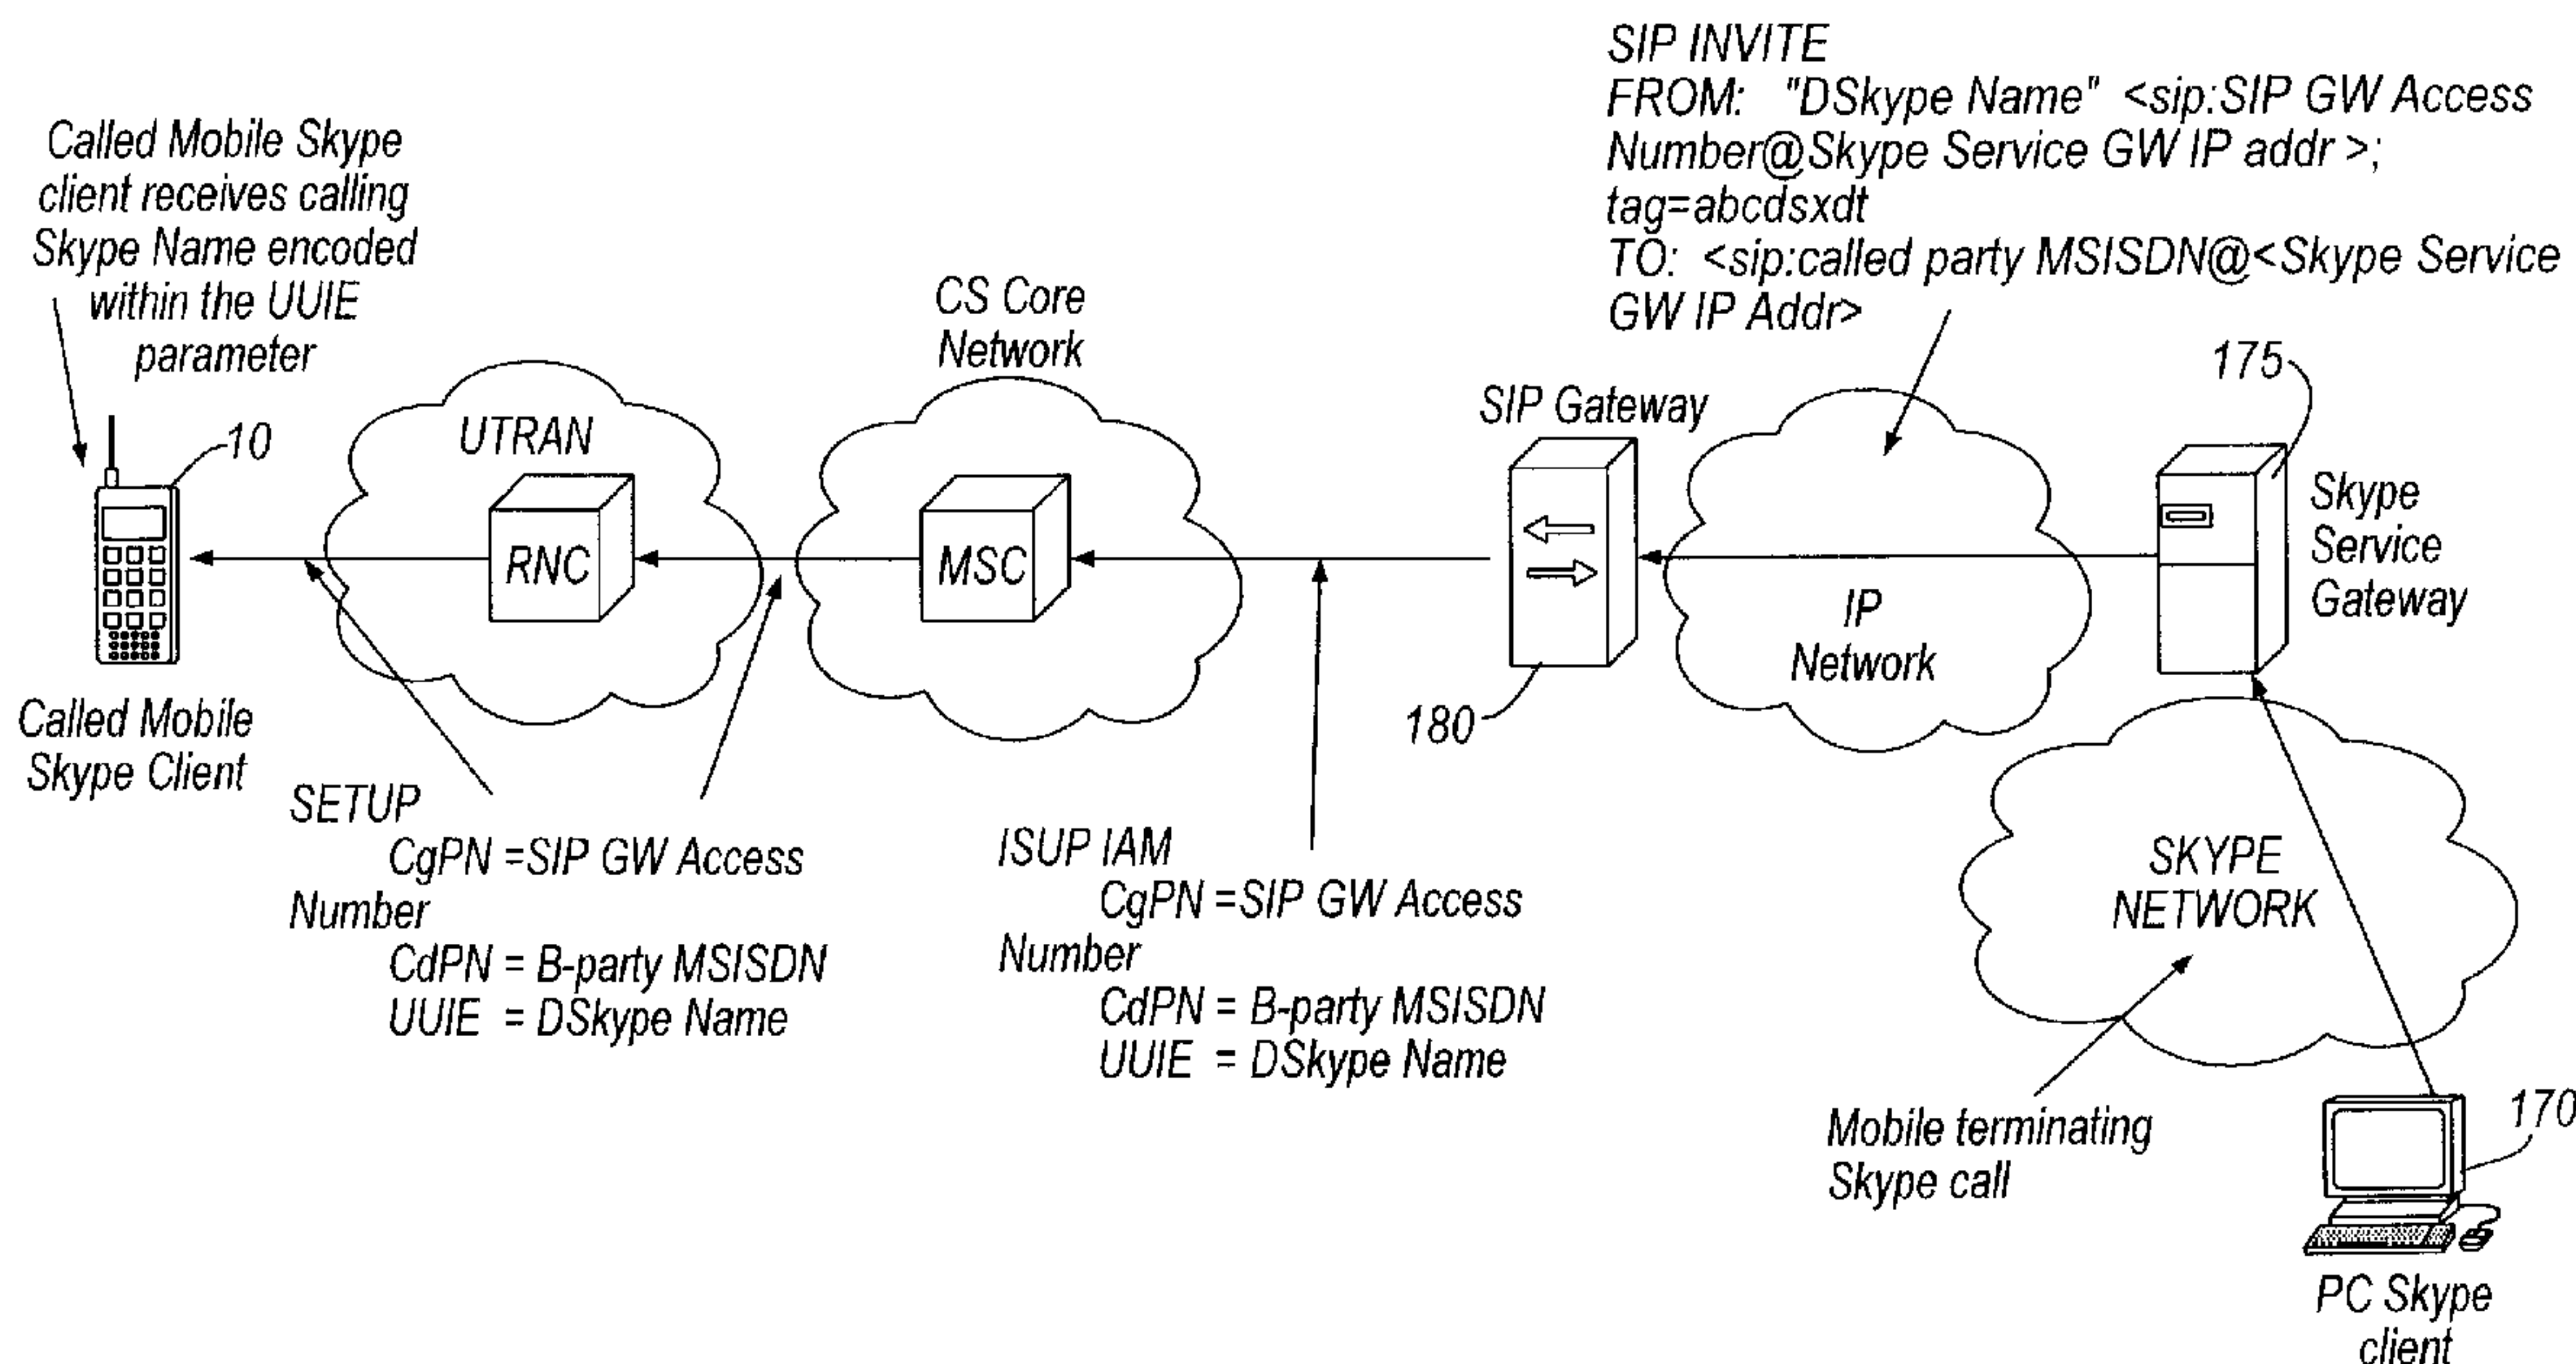 SIP INVITE
FROM: "DSkype Name" <sip:SIP GW Access
Number@Skype Service GW IP addr >;
tag=abcdsxdt
TO: <sip:called party MSISDN@<Skype Service
GW IP Addr>
Called Mobile Skype
client receives calling
Skype Name encoded
within the UUIE
parameter
CS Core
Network
175
SIP Gateway
UTRAN
10
Skype
Service
Gateway
RNC
MSC
IP
Network
180
Called Mobile
Skype Client
SETUP
CgPN =SIP GW Access
Number
CdPN = B-party MSISDN
UUIE = DSkype Name
ISUP IAM
CgPN =SIP GW Access
Number
CdPN = B-party MSISDN
UUIE = DSkype Name
SKYPE
NETWORK
Mobile terminating
Skype call
170
PC Skype
client